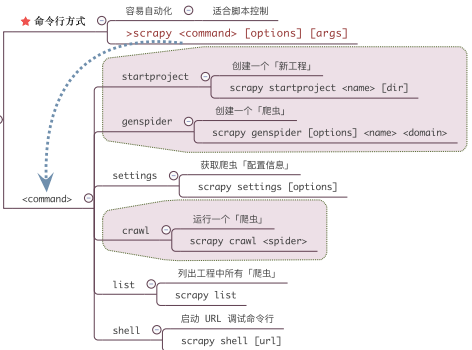 命令行方式
容易自动化
适合脚本控制
>scrapy <command> [options] [args]
<command>
startproject
创建一个「新工程」
scrapy startproject <name> [dir]
genspider
创建一个「爬虫」
scrapy genspider [options] <name> <domain>
settings
获取爬虫「配置信息」
scrapy settings [options]
crawl
运行一个「爬虫」
scrapy crawl <spider>
list
列出工程中所有「爬虫」
scrapy list
shell
启动 URL 调试命令行
scrapy shell [url]